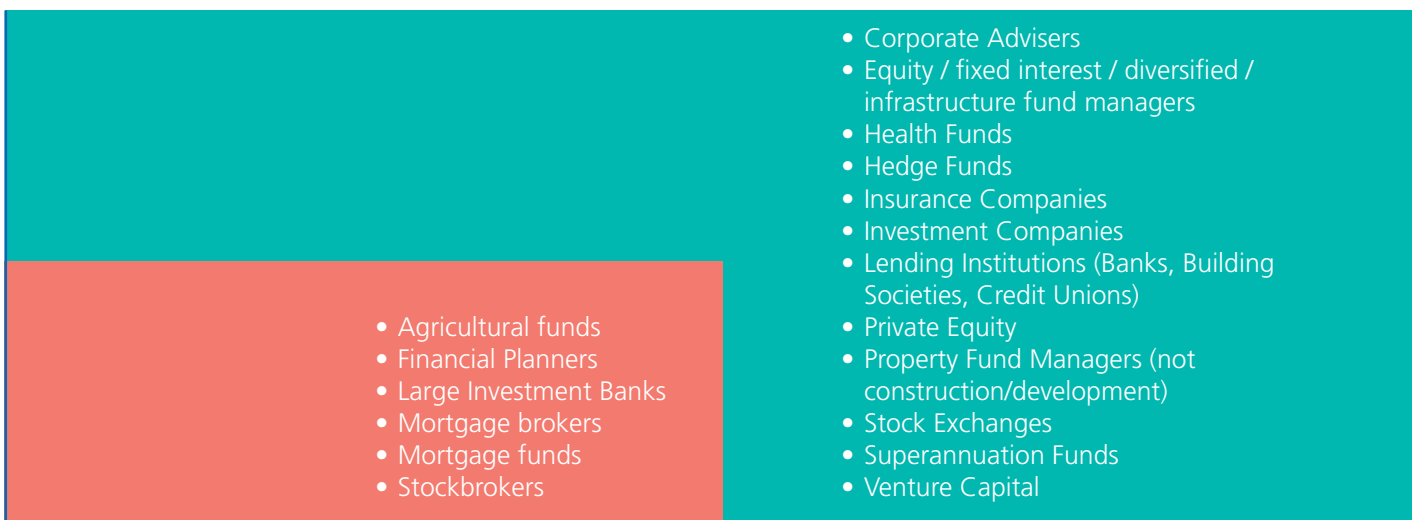 • Corporate Advisers
• Equity / fixed interest / diversified /
infrastructure fund managers
• Health Funds
• Hedge Funds
• Insurance Companies
• Investment Companies
• Lending Institutions (Banks, Building
Societies, Credit Unions)
• Private Equity
• Property Fund Managers (not
construction/development)
• Stock Exchanges
• Superannuation Funds
• Venture Capital
• Agricultural funds
• Financial Planners
• Large Investment Banks
• Mortgage brokers
• Mortgage funds
• Stockbrokers